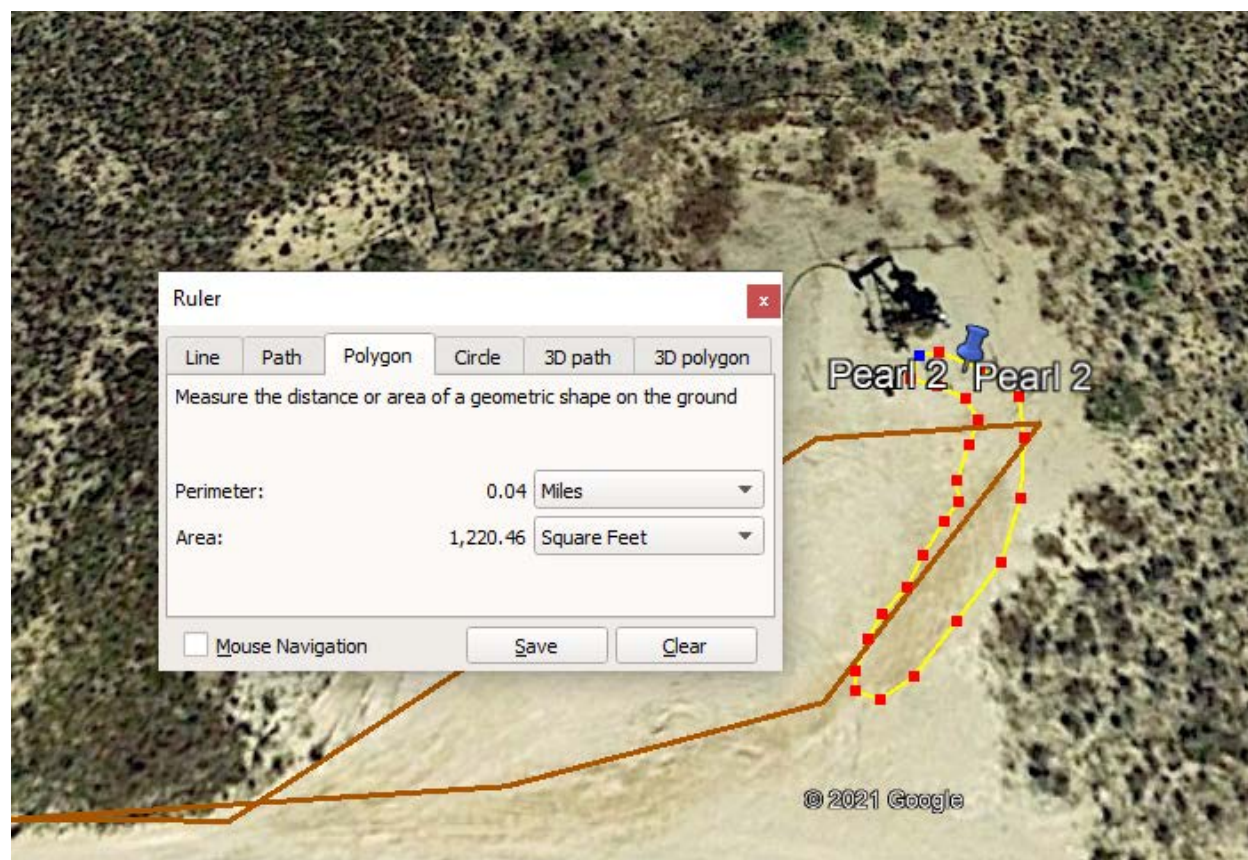 Ruler
x
Line Path Polygon Circle 3D path 3D polygon
Measure the distance or area of a geometric shape on the ground
Perimeter: 0.04 Miles
Area: 1,220.46 Square Feet
Mouse Navigation Save Clear
Pearl 2 Pearl 2
© 2021 Google